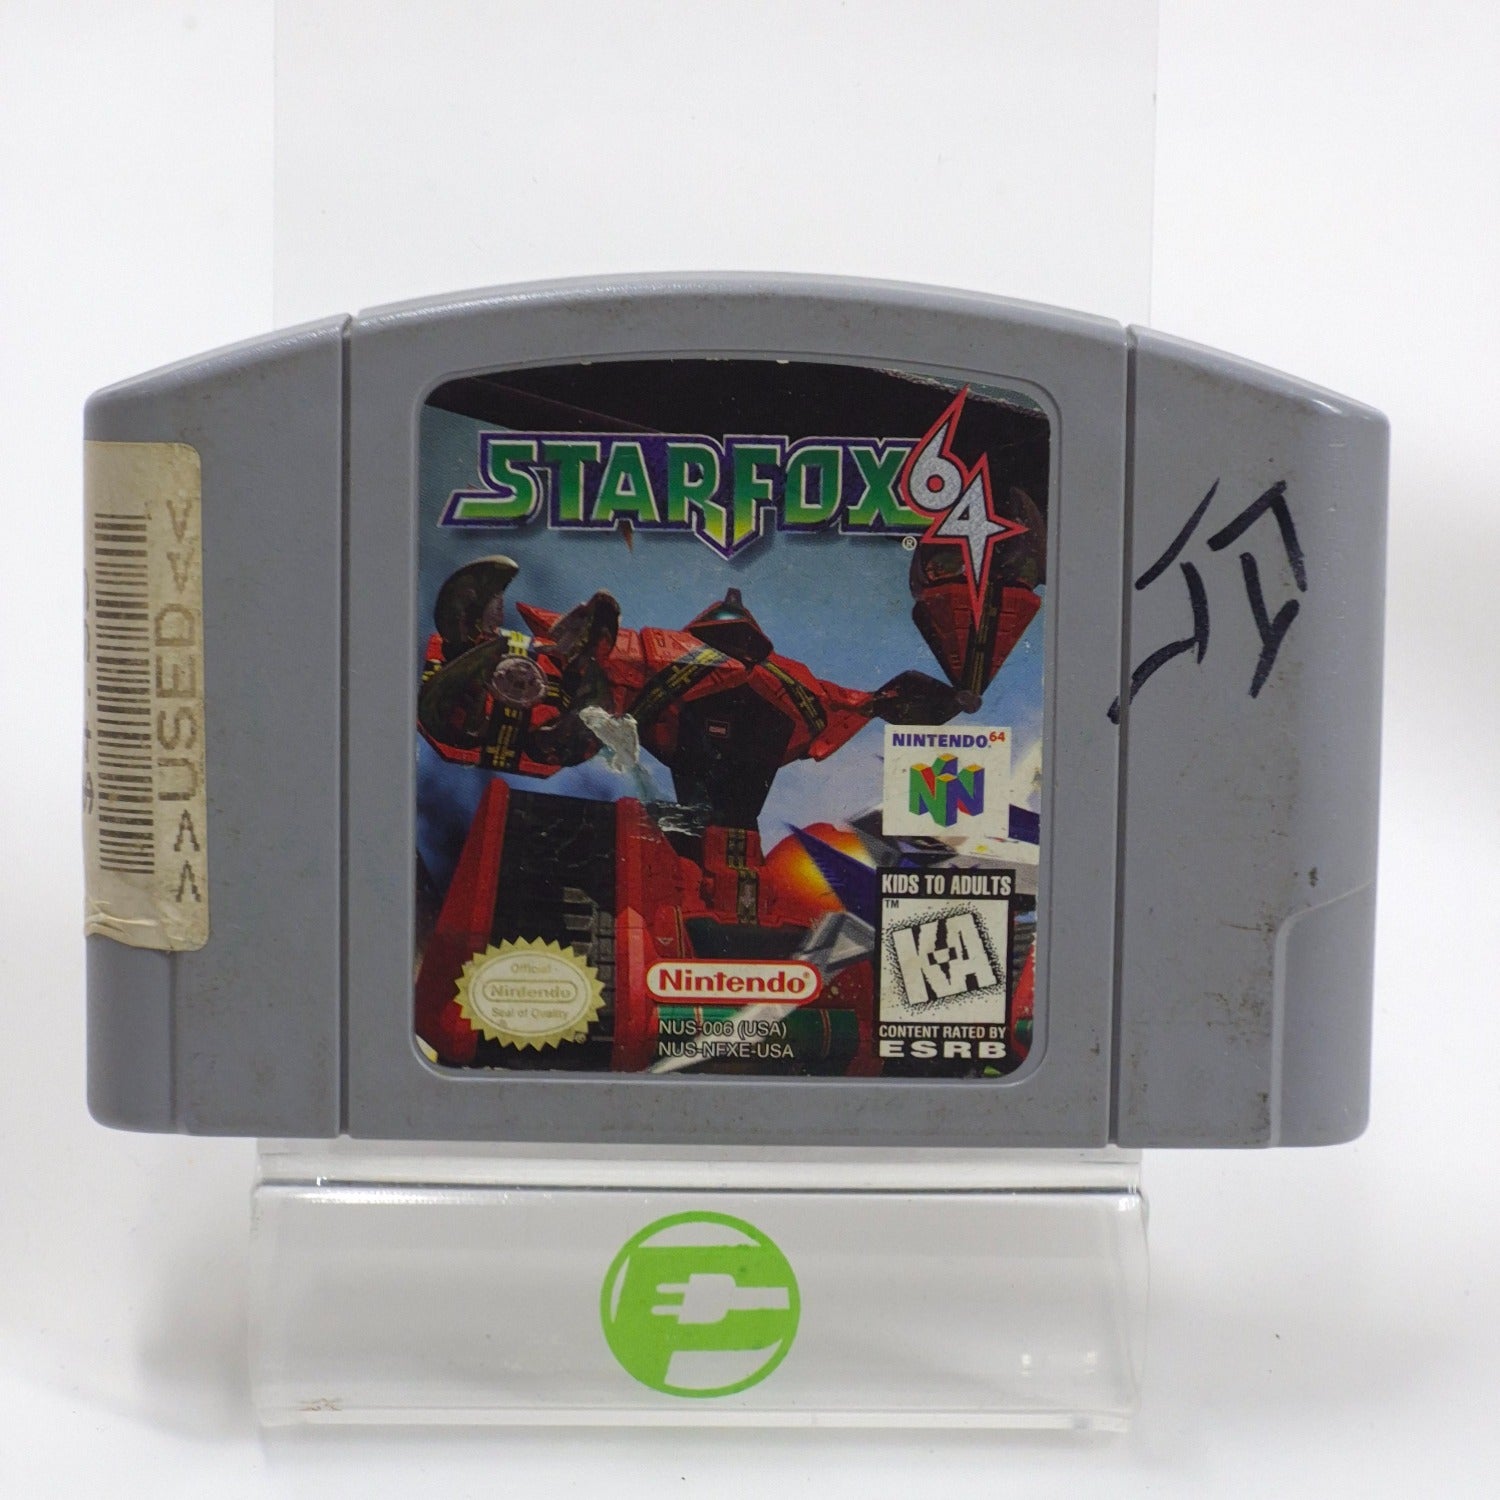 STARFOX 64
®
NINTENDO64
KIDS TO ADULTS
TM
K-A
CONTENT RATED BY
ESRB
Official
Nintendo
Seal of Quality
Nintendo®
NUS-006 (USA)
NUS-NFXE-USA
>>>USED<<<